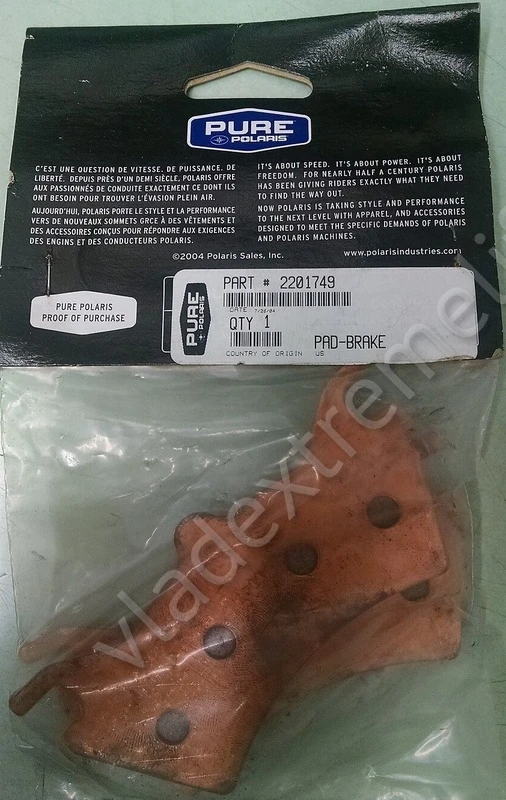 PURE
POLARIS
C'EST UNE QUESTION DE VITESSE. DE PUISSANCE. DE
LIBERTÉ. DEPUIS PRÈS D'UN DEMI SIÈCLE, POLARIS OFFRE
AUX PASSIONNÉS DE CONDUITE EXACTEMENT CE DONT ILS
ONT BESOIN POUR TROUVER L'ÉVASION PLEIN AIR.
AUJOURD'HUI, POLARIS PORTE LE STYLE ET LA PERFORMANCE
VERS DE NOUVEAUX SOMMETS GRCE À DES VÊTEMENTS ET
DES ACCESSOIRES CONÇUS POUR RÉPONDRE AUX EXIGENCES
DES ENGINS ET DES CONDUCTEURS POLARIS.
IT'S ABOUT SPEED. IT'S ABOUT POWER. IT'S ABOUT
FREEDOM. FOR NEARLY HALF A CENTURY POLARIS
HAS BEEN GIVING RIDERS EXACTLY WHAT THEY NEED
TO FIND THE WAY OUT.
NOW POLARIS IS TAKING STYLE AND PERFORMANCE
TO THE NEXT LEVEL WITH APPAREL, AND ACCESSORIES
DESIGNED TO MEET THE SPECIFIC DEMANDS OF POLARIS
AND POLARIS MACHINES.
©2004 Polaris Sales, Inc.
www.polarisindustries.com
PURE POLARIS
PROOF OF PURCHASE
PURE
POLARIS
PART # 2201749
DATE 7/26/04
QTY 1
PAD-BRAKE
COUNTRY OF ORIGIN US
vladextremeli